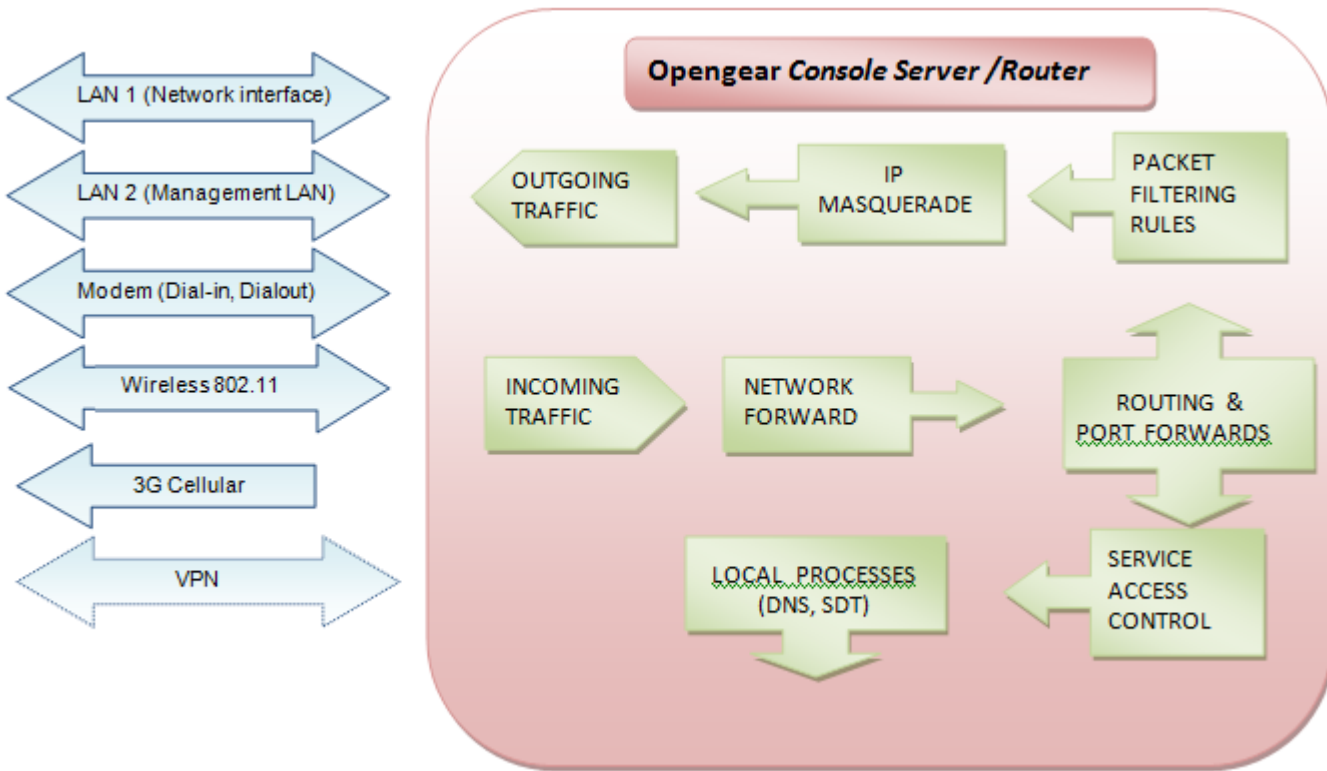 LAN 1 (Network interface)
LAN 2 (Management LAN)
Modem (Dial-in, Dialout)
Wireless 802.11
3G Cellular
VPN
Opengear Console Server /Router
OUTGOING
TRAFFIC
IP
MASQUERADE
PACKET
FILTERING
RULES
INCOMING
TRAFFIC
NETWORK
FORWARD
ROUTING &
PORT FORWARDS
LOCAL PROCESSES
(DNS, SDT)
SERVICE
ACCESS
CONTROL